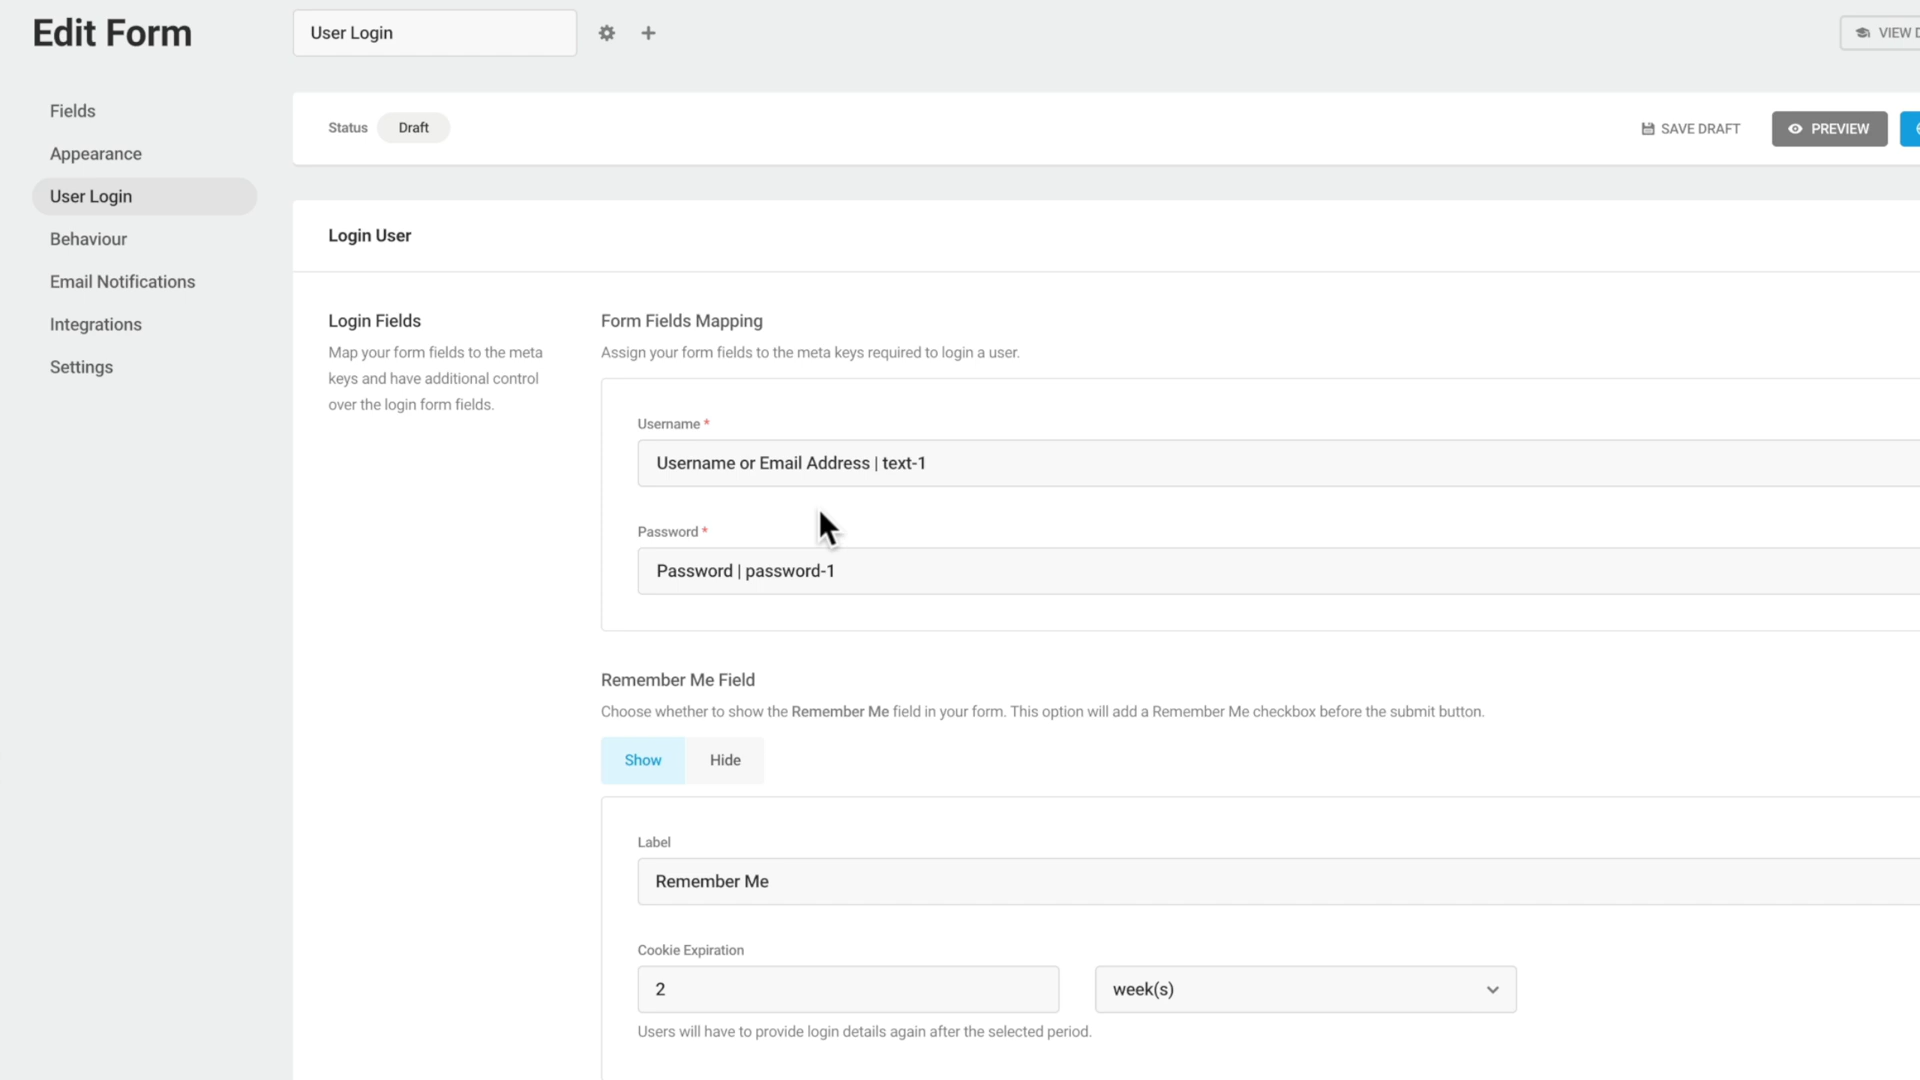 Edit Form
User Login
VIEW
Fields
Appearance
User Login
Behaviour
Email Notifications
Integrations
Settings
Status
Draft
SAVE DRAFT
PREVIEW
Login User
Login Fields
Map your form fields to the meta
keys and have additional control
over the login form fields.
Form Fields Mapping
Assign your form fields to the meta keys required to login a user.
Username *
Username or Email Address | text-1
Password *
Password | password-1
Remember Me Field
Choose whether to show the Remember Me field in your form. This option will add a Remember Me checkbox before the submit button.
Show
Hide
Label
Remember Me
Cookie Expiration
2
week(s)
Users will have to provide login details again after the selected period.